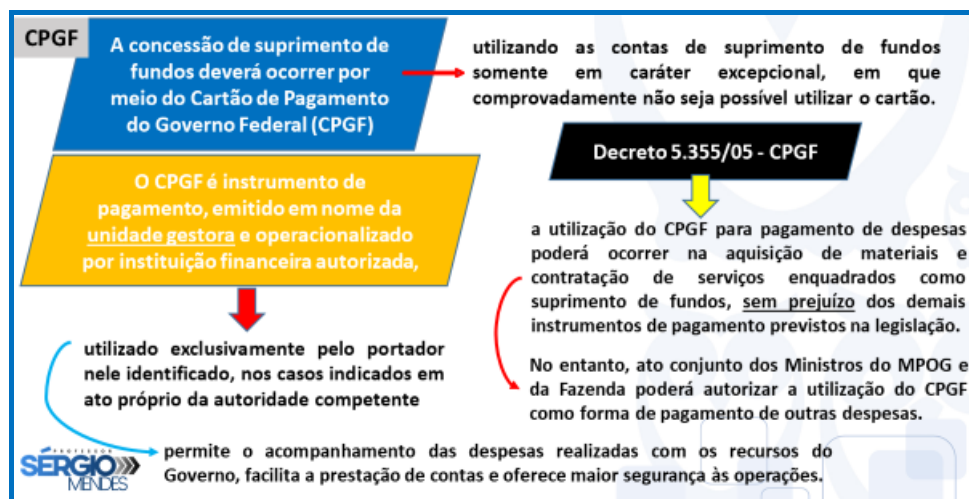 CPGF
A concessão de suprimento de
fundos deverá ocorrer por
meio do Cartão de Pagamento
do Governo Federal (CPGF)
utilizando as contas de suprimento de fundos
somente em caráter excepcional, em que
comprovadamente não seja possível utilizar o cartão.
O CPGF é instrumento de
pagamento, emitido em nome da
unidade gestora e operacionalizado
por instituição financeira autorizada,
Decreto 5.355/05 - CPGF
a utilização do CPGF para pagamento de despesas
poderá ocorrer na aquisição de materiais e
contratação de serviços enquadrados como
suprimento de fundos, sem prejuízo dos demais
instrumentos de pagamento previstos na legislação.
utilizado exclusivamente pelo portador
nele identificado, nos casos indicados em
ato próprio da autoridade competente
No entanto, ato conjunto dos Ministros do MPOG e
da Fazenda poderá autorizar a utilização do CPGF
como forma de pagamento de outras despesas.
permite o acompanhamento das despesas realizadas com os recursos do
Governo, facilita a prestação de contas e oferece maior segurança às operações.
PROFESSOR
SÉRGIO
MENDES